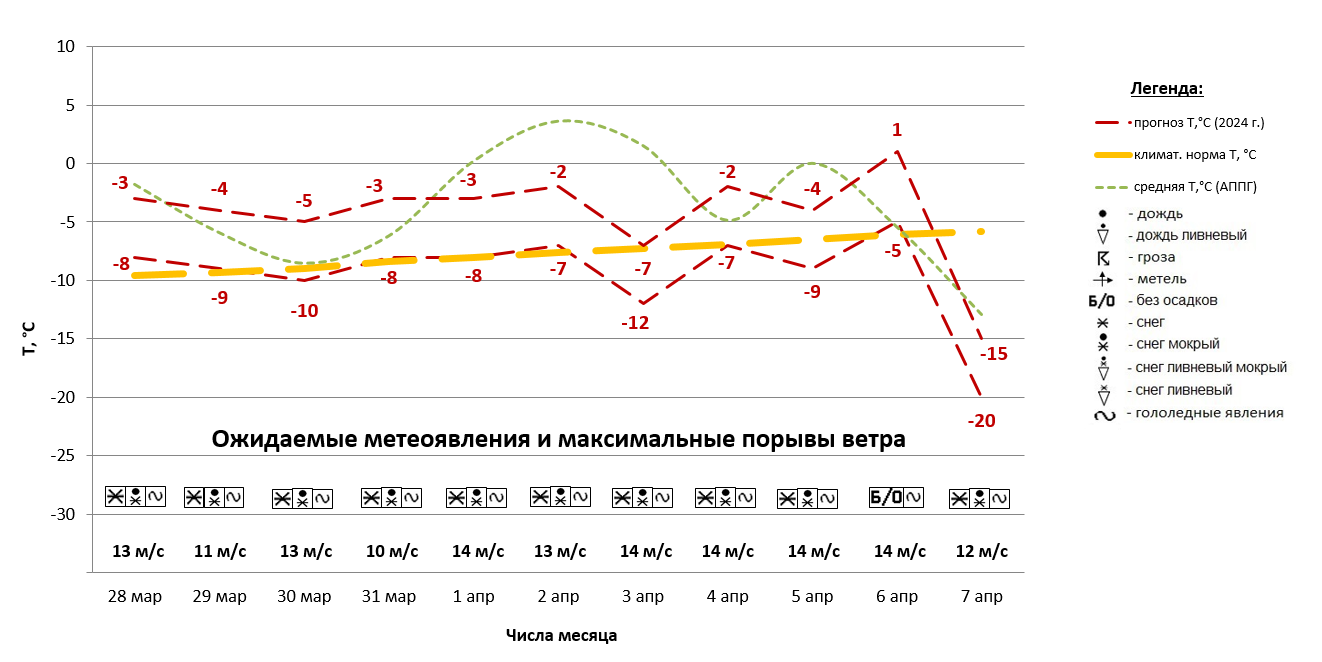 10
5
0
-5
-10
-15
-20
-25
-30
T, °C
-3 -4 -5 -3 -3 -2 -7 -2 -4 1 -15
-8 -9 -10 -8 -8 -7 -12 -7 -9 -5 -20
Ожидаемые метеоявления и максимальные порывы ветра
Б/О
13 м/с 11 м/с 13 м/с 10 м/с 14 м/с 13 м/с 14 м/с 14 м/с 14 м/с 14 м/с 12 м/с
28 мар 29 мар 30 мар 31 мар 1 апр 2 апр 3 апр 4 апр 5 апр 6 апр 7 апр
Числа месяца
Легенда:
прогноз T,°C (2024 г.)
климат. норма T, °C
средняя T,°C (АППГ)
- дождь
- дождь ливневый
- гроза
- метель
Б/О - без осадков
- снег
- снег мокрый
- снег ливневый мокрый
- снег ливневый
- гололедные явления